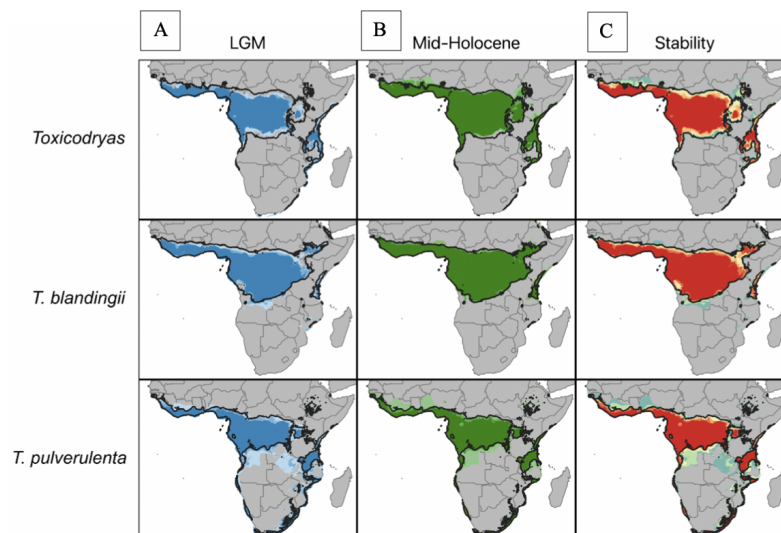 A
LGM
B
Mid-Holocene
C
Stability
Toxicodryas
T. blandingii
T. pulverulenta